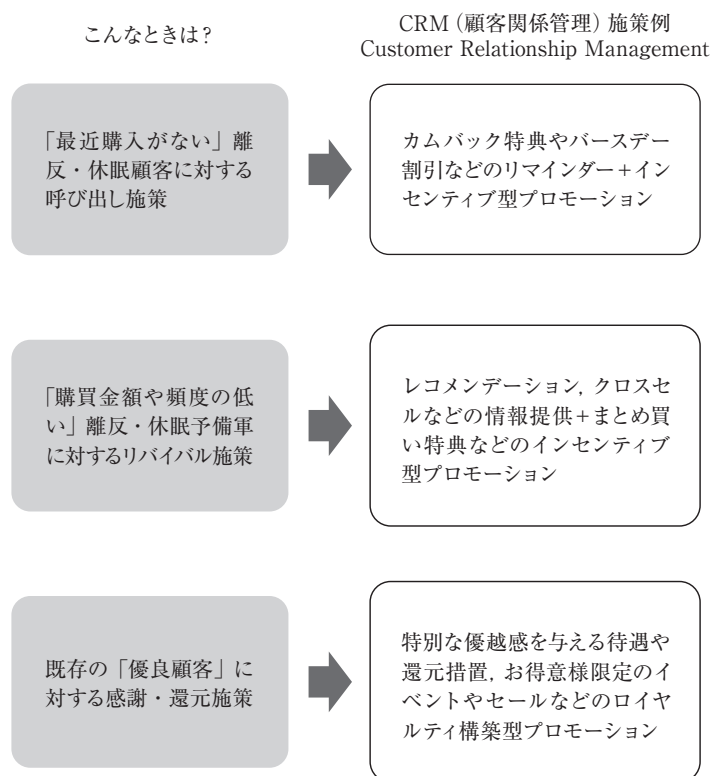 こんなときは?
CRM(顧客関係管理)施策例
Customer Relationship Management
「最近購入がない」離
反・休眠顧客に対する
呼び出し施策
カムバック特典やバースデー
割引などのリマインダー+イン
センティブ型プロモーション
「購買金額や頻度の低
い」離反・休眠予備軍
に対するリバイバル施策
レコメンデーション, クロスセ
ルなどの情報提供+まとめ買
い特典などのインセンティブ
型プロモーション
既存の「優良顧客」に
対する感謝・還元施策
特別な優越感を与える待遇や
還元措置, お得意様限定のイ
ベントやセールなどのロイヤ
ルティ構築型プロモーション